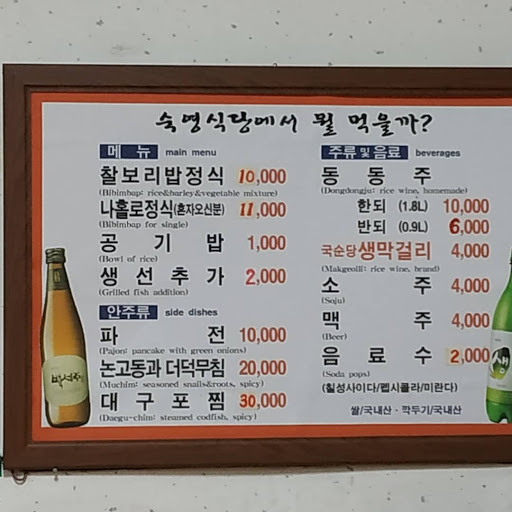 숙영식당에서 뭘 먹을까?
메 뉴 main menu
찰보리밥정식 10,000
(Bibimbap: rice&barley&vegetable mixture)
나홀로정식(혼자오신분) 11,000
(Bibimbap for single)
공 기 밥 1,000
(Bowl of rice)
생 선 추 가 2,000
(Grilled fish addition)
안주류 side dishes
파 전 10,000
(Pajon: pancake with green onions)
논고동과 더덕무침 20,000
(Muchim: seasoned snails&roots, spicy)
대 구 포 찜 30,000
(Daegu-chim: steamed codfish, spicy)
주류 및 음료 beverages
동 동 주
(Dongdongju: rice wine, homemade)
한되 (1.8L) 10,000
반되 (0.9L) 6,000
국순당생막걸리 4,000
(Makgeolli: rice wine, brand)
소 주 4,000
(Soju)
맥 주 4,000
(Beer)
음 료 수 2,000
(Soda pops)
(칠성사이다/펩시콜라/미란다)
쌀/국내산 · 깍두기/국내산
백세주
생